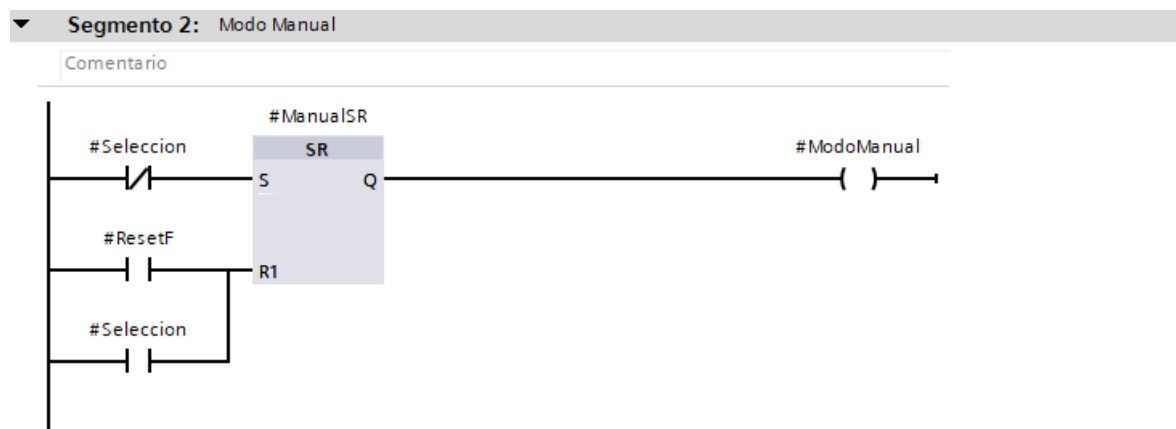 Segmento 2: Modo Manual
Comentario
#ManualSR
#Seleccion SR #ModoManual
S Q
#ResetF
R1
#Seleccion